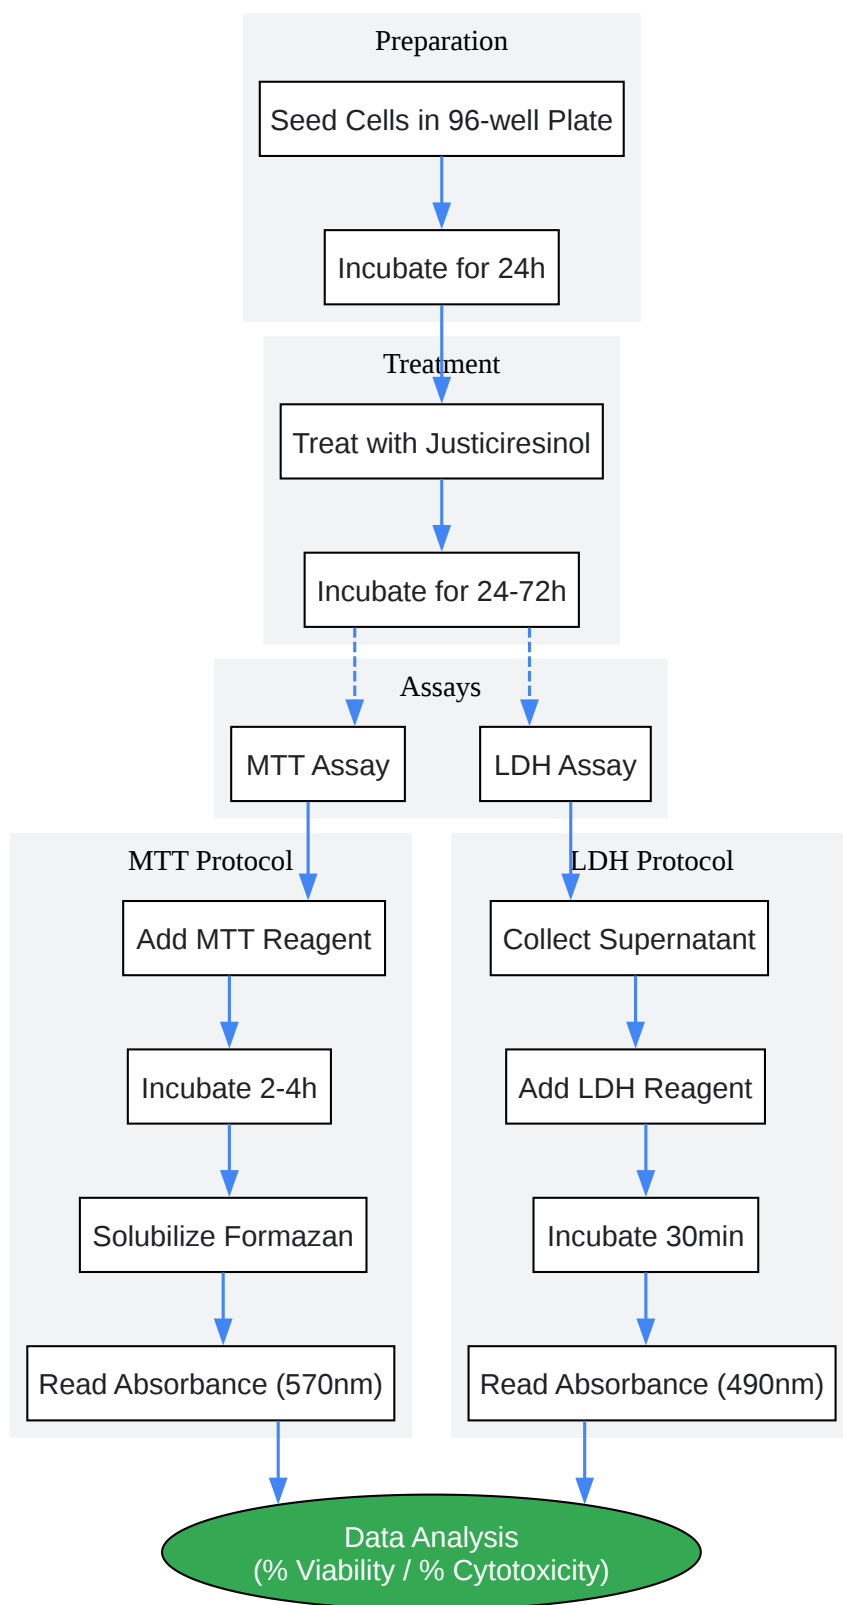 Preparation
Seed Cells in 96-well Plate
Incubate for 24h
Treatment
Treat with Justiciresinol
Incubate for 24-72h
Assays
MTT Assay
LDH Assay
MTT Protocol
Add MTT Reagent
Incubate 2-4h
Solubilize Formazan
Read Absorbance (570nm)
LDH Protocol
Collect Supernatant
Add LDH Reagent
Incubate 30min
Read Absorbance (490nm)
Data Analysis
(% Viability / % Cytotoxicity)